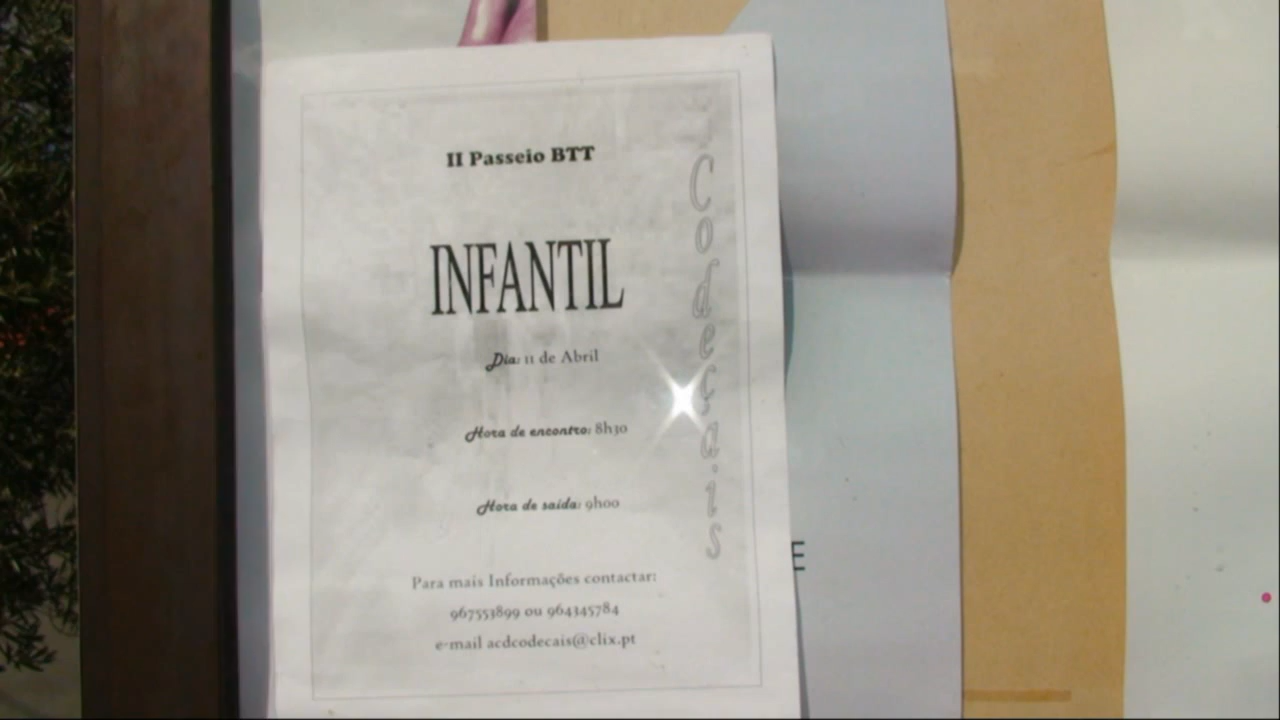 II Passeio BTT
INFANTIL
Dia: 11 de Abril
Hora de encontro: 8h30
Hora de saída: 9h00
Para mais Informações contactar:
967553899 ou 964345784
e-mail acdcodecais@clix.pt
Codeçais
E